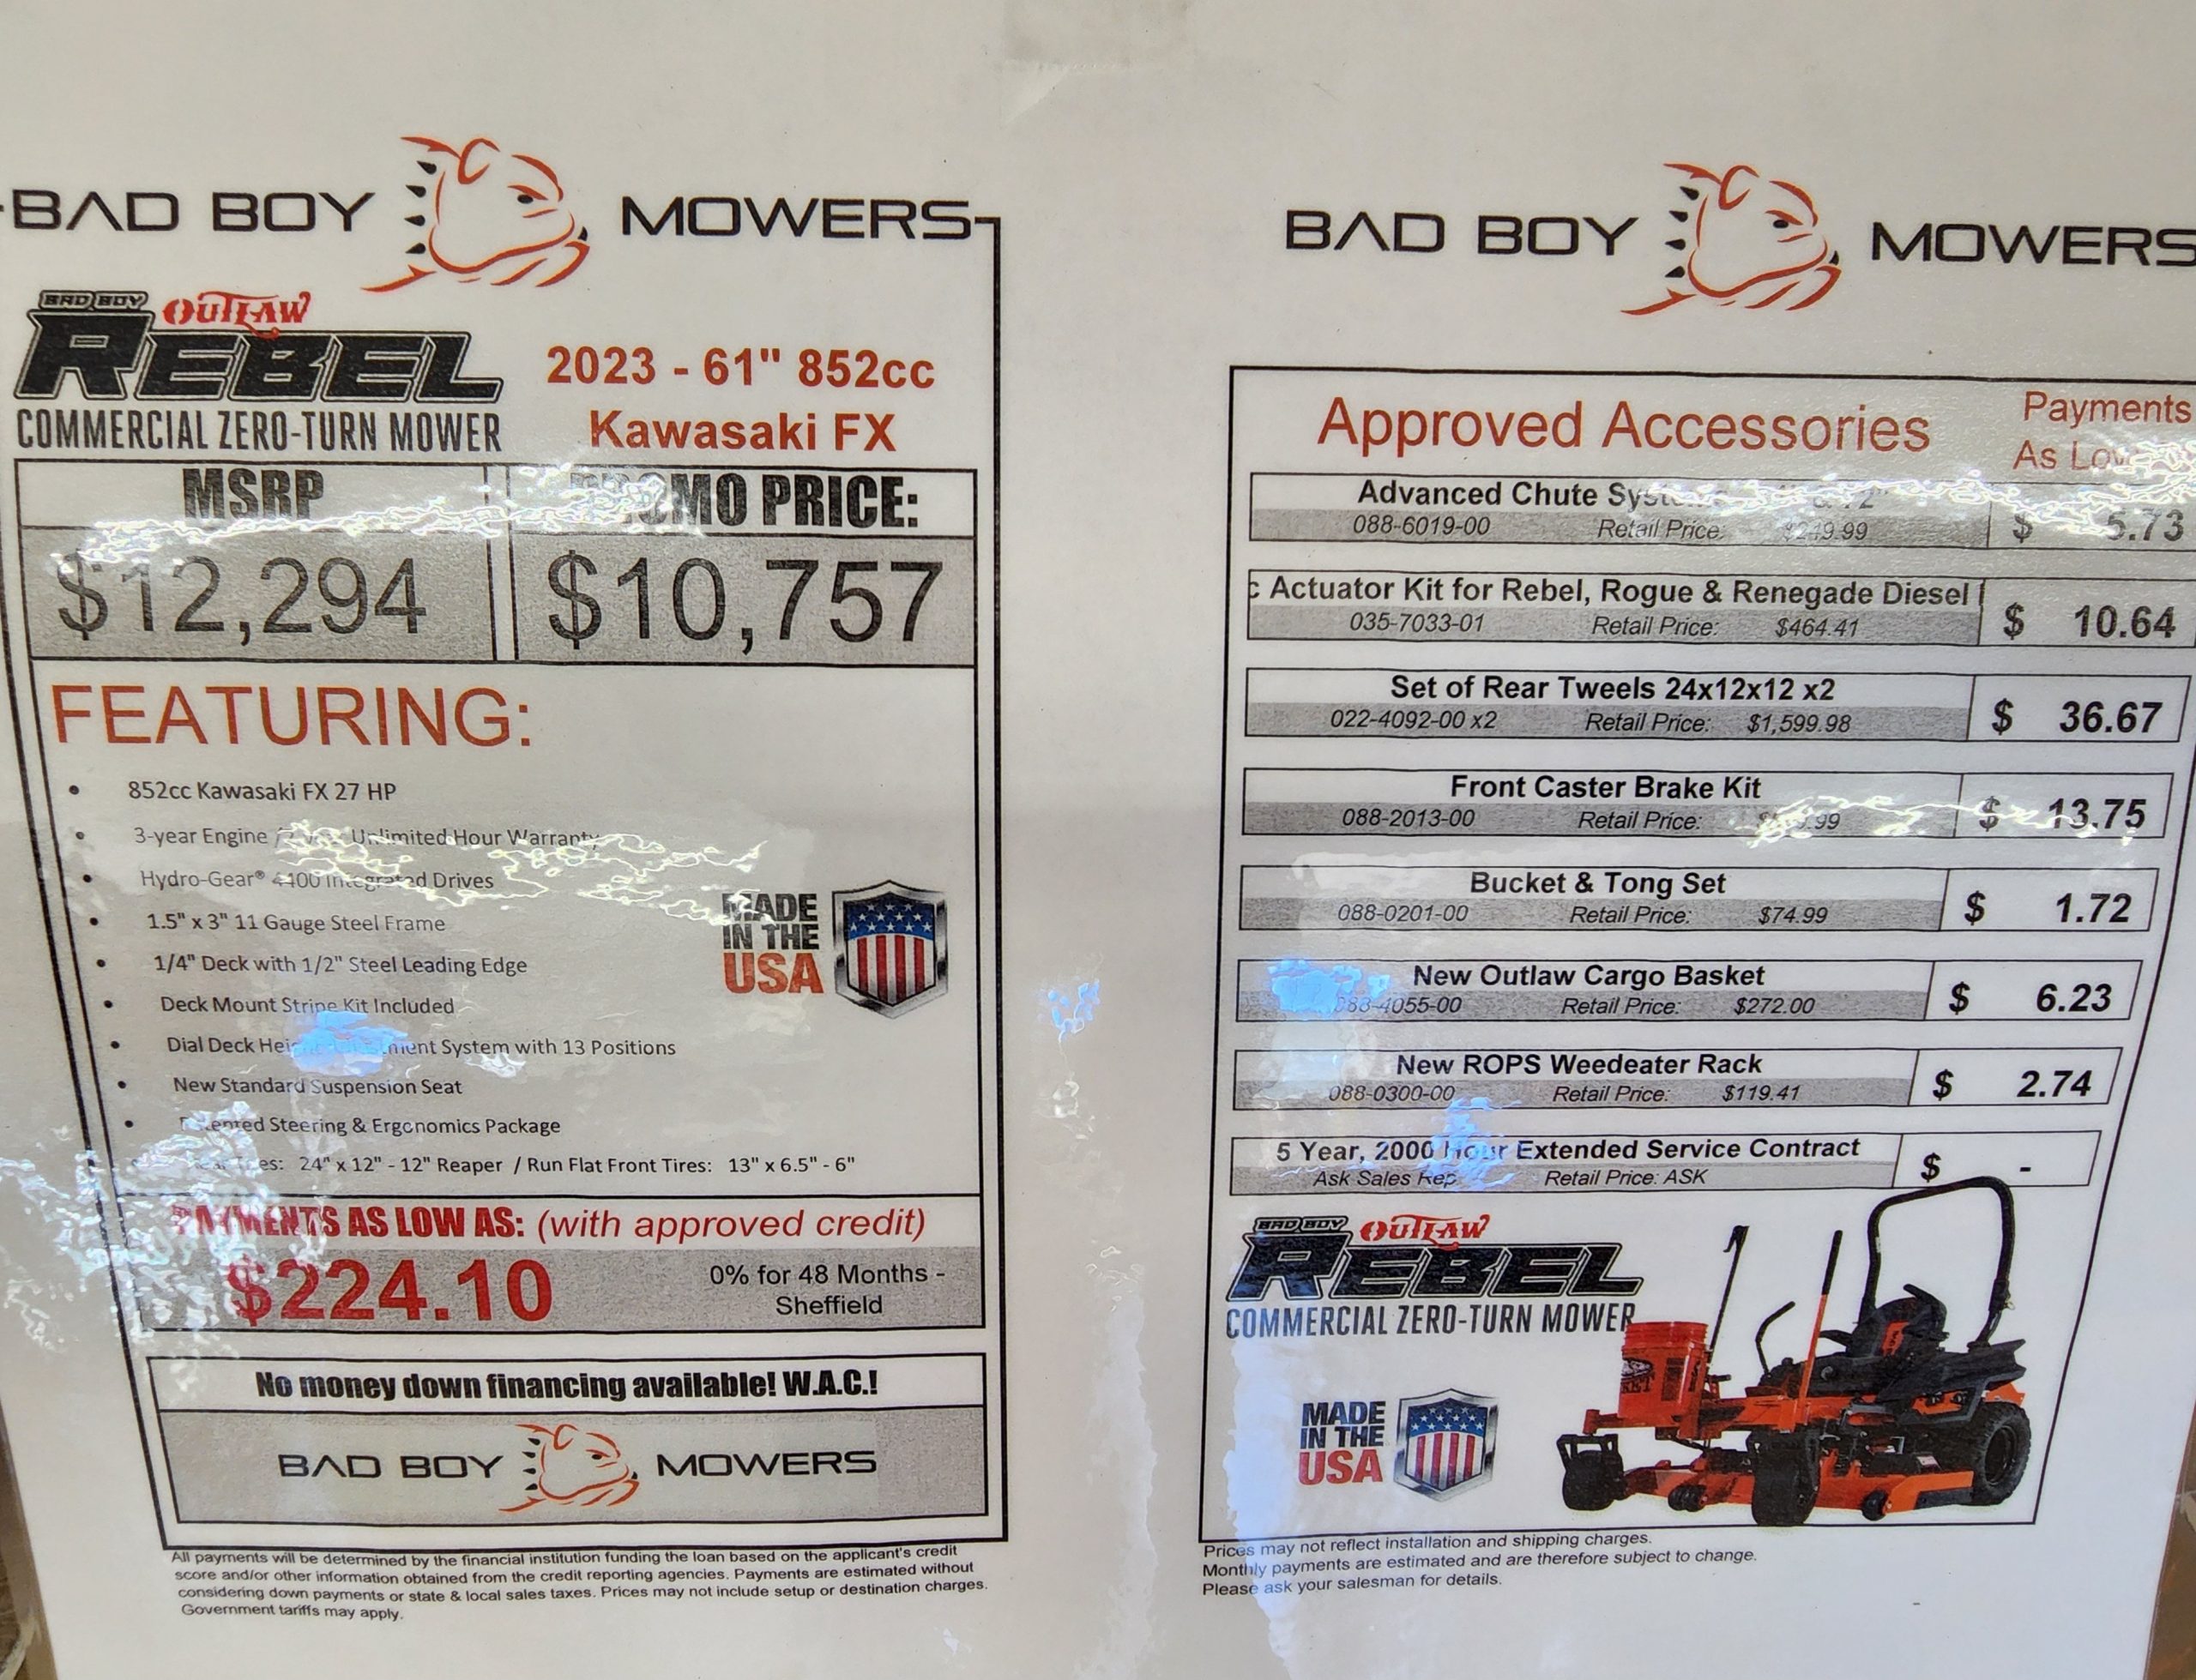 BAD BOY MOWERS
BAD BOY OUTLAW
REBEL
COMMERCIAL ZERO-TURN MOWER
2023 - 61" 852cc
Kawasaki FX
MSRP
PROMO PRICE:
$12,294
$10,757
FEATURING:
• 852cc Kawasaki FX 27 HP
• 3-year Engine Unlimited Hour Warranty
• Hydro-Gear® 4400 Integrated Drives
• 1.5" x 3" 11 Gauge Steel Frame
• 1/4" Deck with 1/2" Steel Leading Edge
• Deck Mount Stripe Kit Included
• Dial Deck Height Adjustment System with 13 Positions
• New Standard Suspension Seat
• Patented Steering & Ergonomics Package
24" x 12" - 12" Reaper / Run Flat Front Tires: 13" x 6.5" - 6"
MADE
IN THE
USA
PAYMENTS AS LOW AS: (with approved credit)
$224.10
0% for 48 Months -
Sheffield
No money down financing available! W.A.C.!
BAD BOY MOWERS
All payments will be determined by the financial institution funding the loan based on the applicant's credit
score and/or other information obtained from the credit reporting agencies. Payments are estimated without
considering down payments or state & local sales taxes. Prices may not include setup or destination charges.
Government tariffs may apply.
BAD BOY MOWERS
Approved Accessories
Payments
As Low
Advanced Chute
088-6019-00 Retail Price: $249.99
$ 5.73
c Actuator Kit for Rebel, Rogue & Renegade Diesel
035-7033-01 Retail Price: $464.41
$ 10.64
Set of Rear Tweels 24x12x12 x2
022-4092-00 x2 Retail Price: $1,599.98
$ 36.67
Front Caster Brake Kit
088-2013-00 Retail Price:
$ 13.75
Bucket & Tong Set
088-0201-00 Retail Price: $74.99
$ 1.72
New Outlaw Cargo Basket
088-4055-00 Retail Price: $272.00
$ 6.23
New ROPS Weedeater Rack
088-0300-00 Retail Price: $119.41
$ 2.74
5 Year, 2000 Hour Extended Service Contract
Ask Sales Rep Retail Price: ASK
$ -
BAD BOY OUTLAW
REBEL
COMMERCIAL ZERO-TURN MOWER
MADE
IN THE
USA
Prices may not reflect installation and shipping charges.
Monthly payments are estimated and are therefore subject to change.
Please ask your salesman for details.